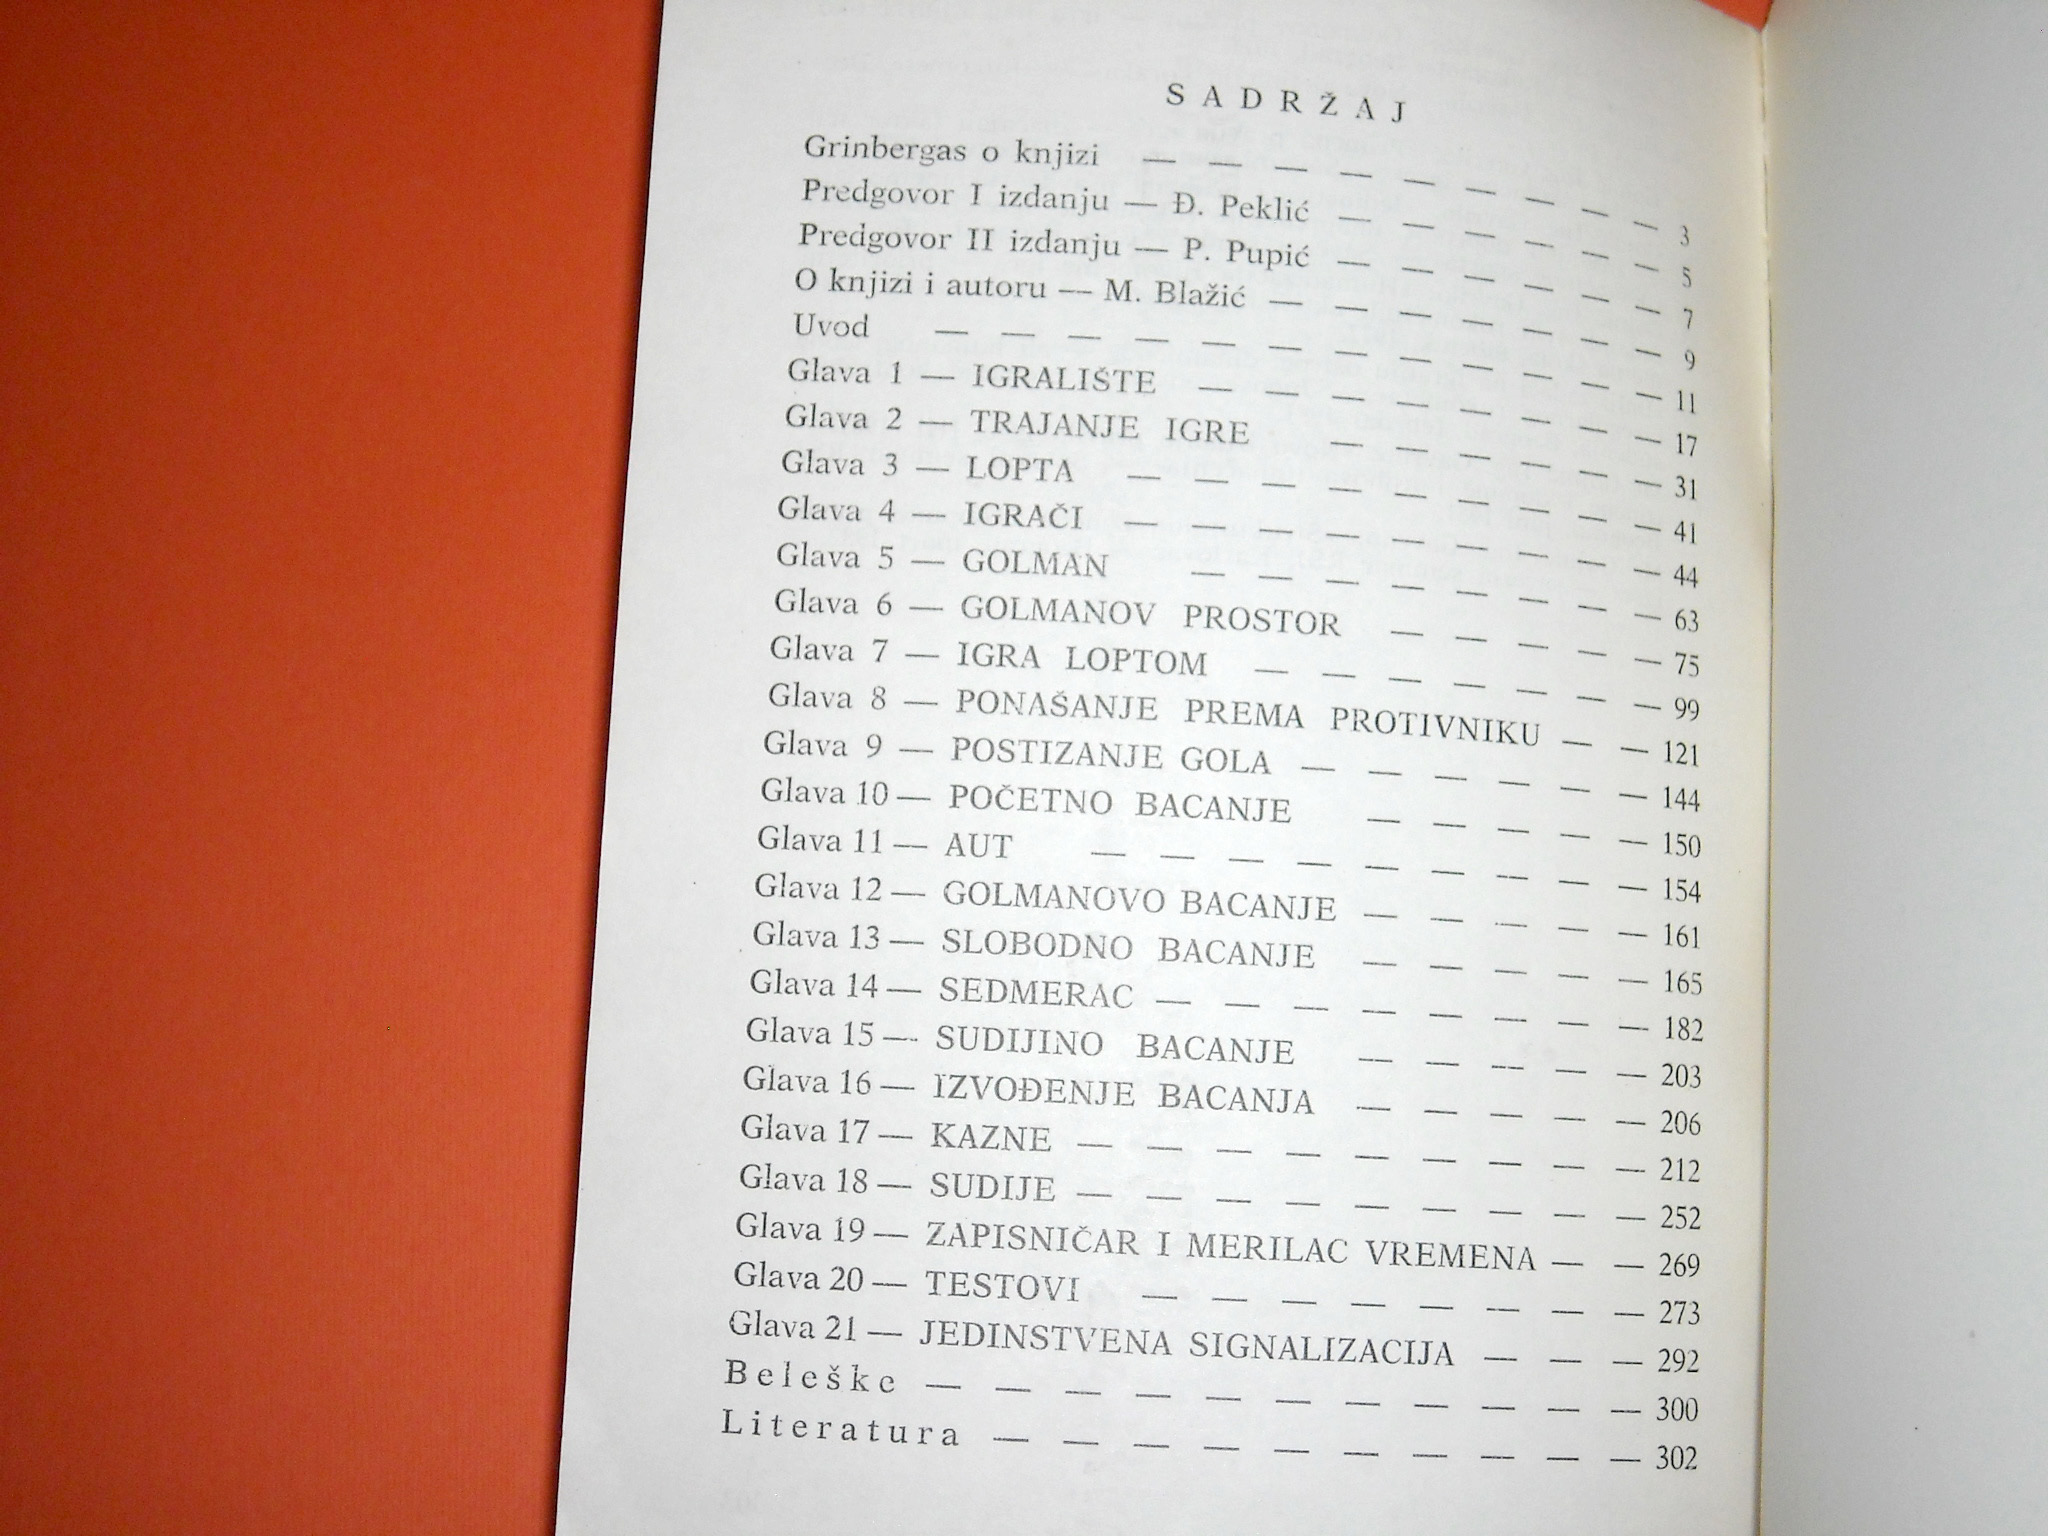 SADRŽAJ
Grinbergas o knjizi — — — — — — — — — 3
Predgovor I izdanju — Đ. Peklić — — — — — — 5
Predgovor II izdanju — P. Pupić — — — — — — 7
O knjizi i autoru — M. Blažić — — — — — — — 9
Uvod — — — — — — — — — — — — 11
Glava 1 — IGRALIŠTE — — — — — — — — 17
Glava 2 — TRAJANJE IGRE — — — — — — 31
Glava 3 — LOPTA — — — — — — — — — 41
Glava 4 — IGRAČI — — — — — — — — — 44
Glava 5 — GOLMAN — — — — — — — — 63
Glava 6 — GOLMANOV PROSTOR — — — — — 75
Glava 7 — IGRA LOPTOM — — — — — — — 99
Glava 8 — PONAŠANJE PREMA PROTIVNIKU — — 121
Glava 9 — POSTIZANJE GOLA — — — — — — 144
Glava 10 — POČETNO BACANJE — — — — — 150
Glava 11 — AUT — — — — — — — — — 154
Glava 12 — GOLMANOVO BACANJE — — — — — 161
Glava 13 — SLOBODNO BACANJE — — — — — 165
Glava 14 — SEDMERAC — — — — — — — — 182
Glava 15 — SUDIJINO BACANJE — — — — — 203
Glava 16 — IZVOĐENJE BACANJA — — — — — 206
Glava 17 — KAZNE — — — — — — — — — 212
Glava 18 — SUDIJE — — — — — — — — — 252
Glava 19 — ZAPISNIČAR I MERILAC VREMENA — — 269
Glava 20 — TESTOVI — — — — — — — — 273
Glava 21 — JEDINSTVENA SIGNALIZACIJA — — — 292
Beleške — — — — — — — — — — — 300
Literatura — — — — — — — — — — 302